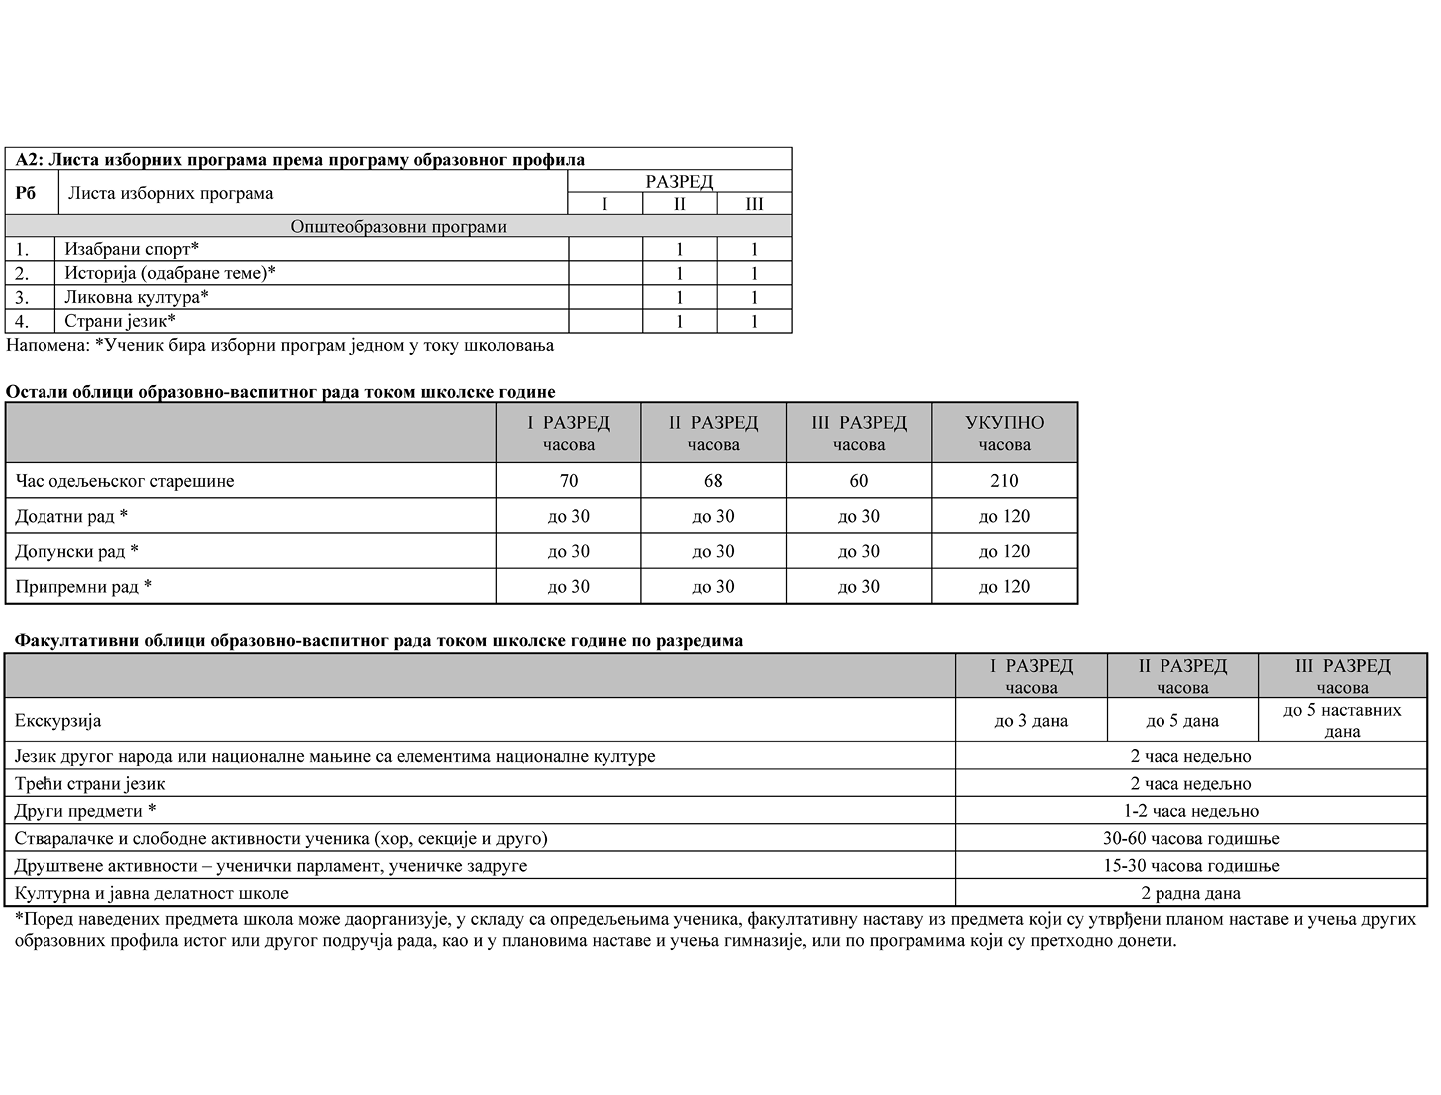 А2: Листа изборних програма према програму образовног профила
Рб Листа изборних програма РАЗРЕД
I II III
Општеобразовни програми
1. Изабрани спорт* 1 1
2. Историја (одабране теме)* 1 1
3. Ликовна култура* 1 1
4. Страни језик* 1 1
Напомена: *Ученик бира изборни програм једном у току школовања
Остали облици образовно-васпитног рада током школске године
I РАЗРЕД II РАЗРЕД III РАЗРЕД УКУПНО
часова часова часова часова
Час одељењског старешине 70 68 60 210
Додатни рад * до 30 до 30 до 30 до 120
Допунски рад * до 30 до 30 до 30 до 120
Припремни рад * до 30 до 30 до 30 до 120
Факултативни облици образовно-васпитног рада током школске године по разредима
I РАЗРЕД II РАЗРЕД III РАЗРЕД
часова часова часова
Екскурзија до 3 дана до 5 дана до 5 наставних
дана
Језик другог народа или националне мањине са елементима националне културе 2 часа недељно
Трећи страни језик 2 часа недељно
Други предмети * 1-2 часа недељно
Стваралачке и слободне активности ученика (хор, секције и друго) 30-60 часова годишње
Друштвене активности – ученички парламент, ученичке задруге 15-30 часова годишње
Културна и јавна делатност школе 2 радна дана
*Поред наведених предмета школа може даорганизује, у складу са опредељењима ученика, факултативну наставу из предмета који су утврђени планом наставе и учења других
образовних профила истог или другог подручја рада, као и у плановима наставе и учења гимназије, или по програмима који су претходно донети.